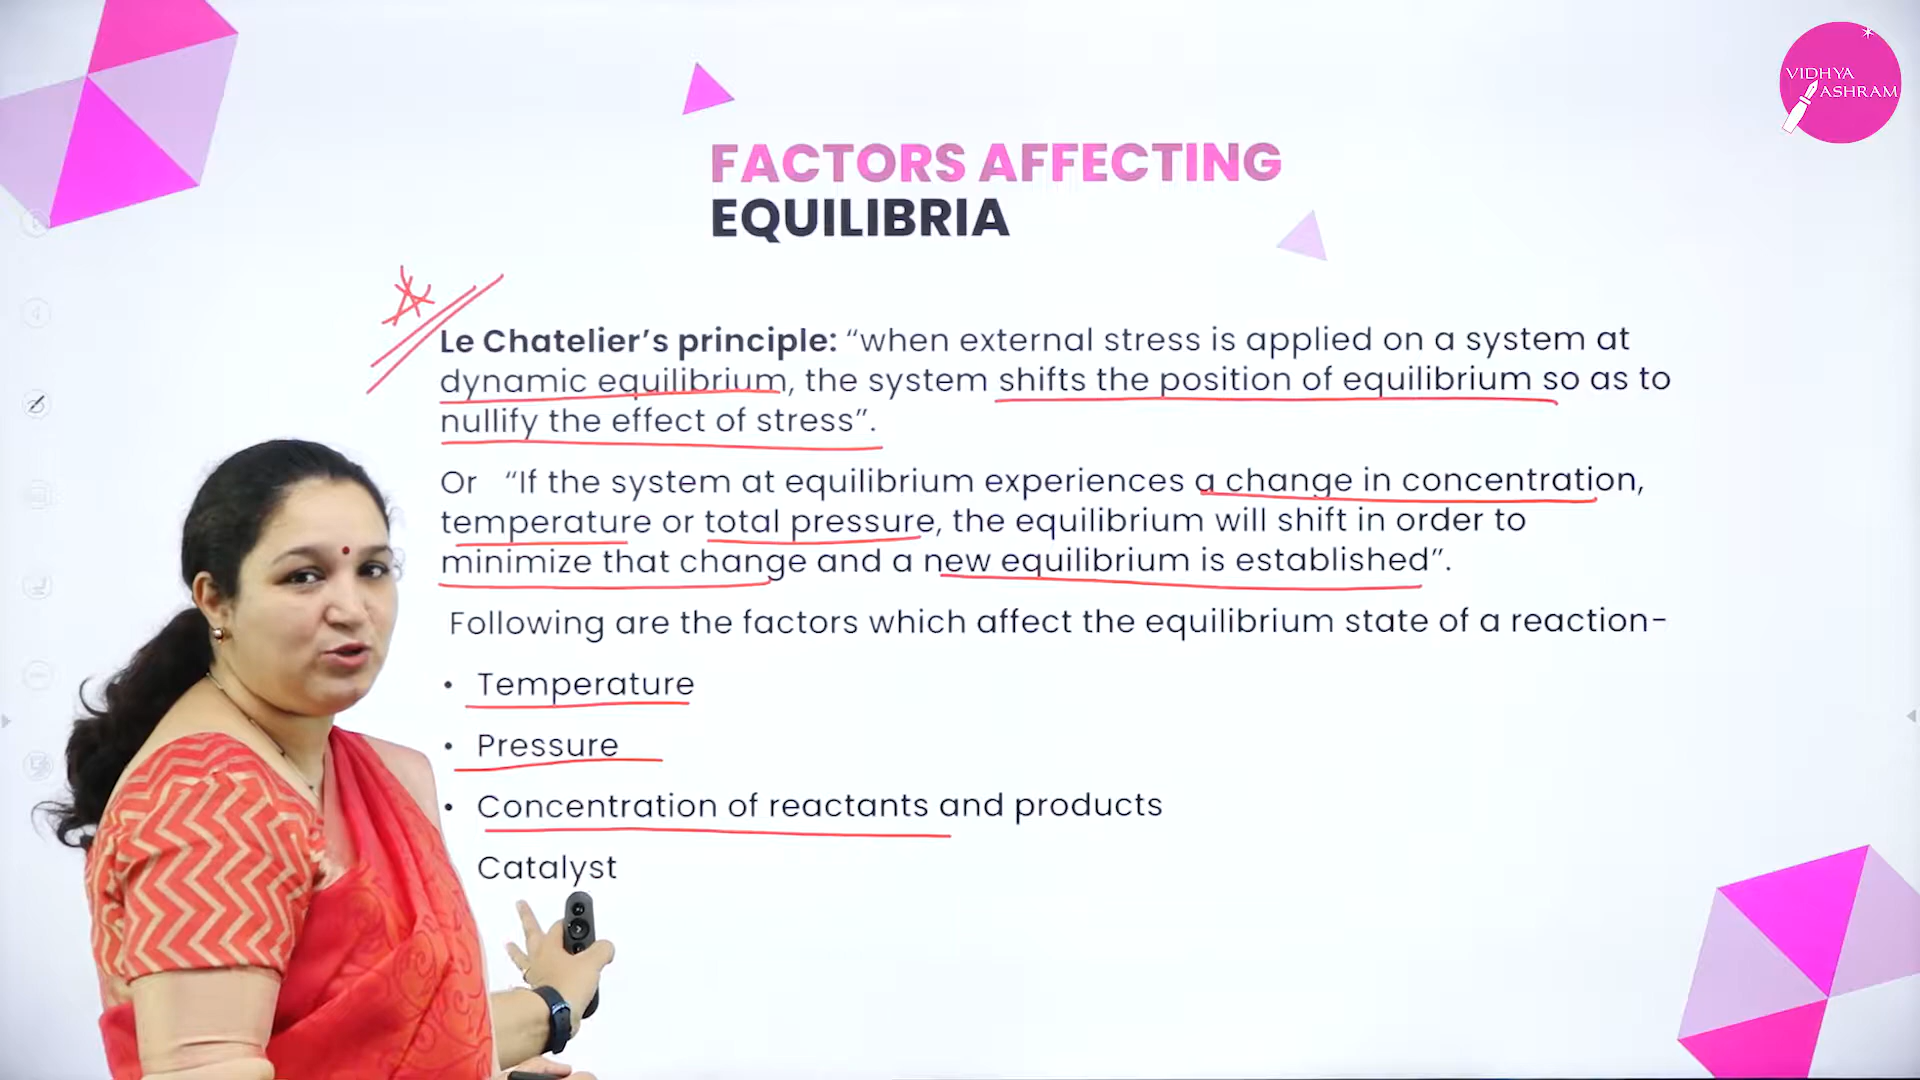 VIDHYA
ASHRAM
FACTORS AFFECTING
EQUILIBRIA
Le Chatelier’s principle: “when external stress is applied on a system at
dynamic equilibrium, the system shifts the position of equilibrium so as to
nullify the effect of stress”.
Or “If the system at equilibrium experiences a change in concentration,
temperature or total pressure, the equilibrium will shift in order to
minimize that change and a new equilibrium is established”.
Following are the factors which affect the equilibrium state of a reaction-
• Temperature
• Pressure
• Concentration of reactants and products
Catalyst